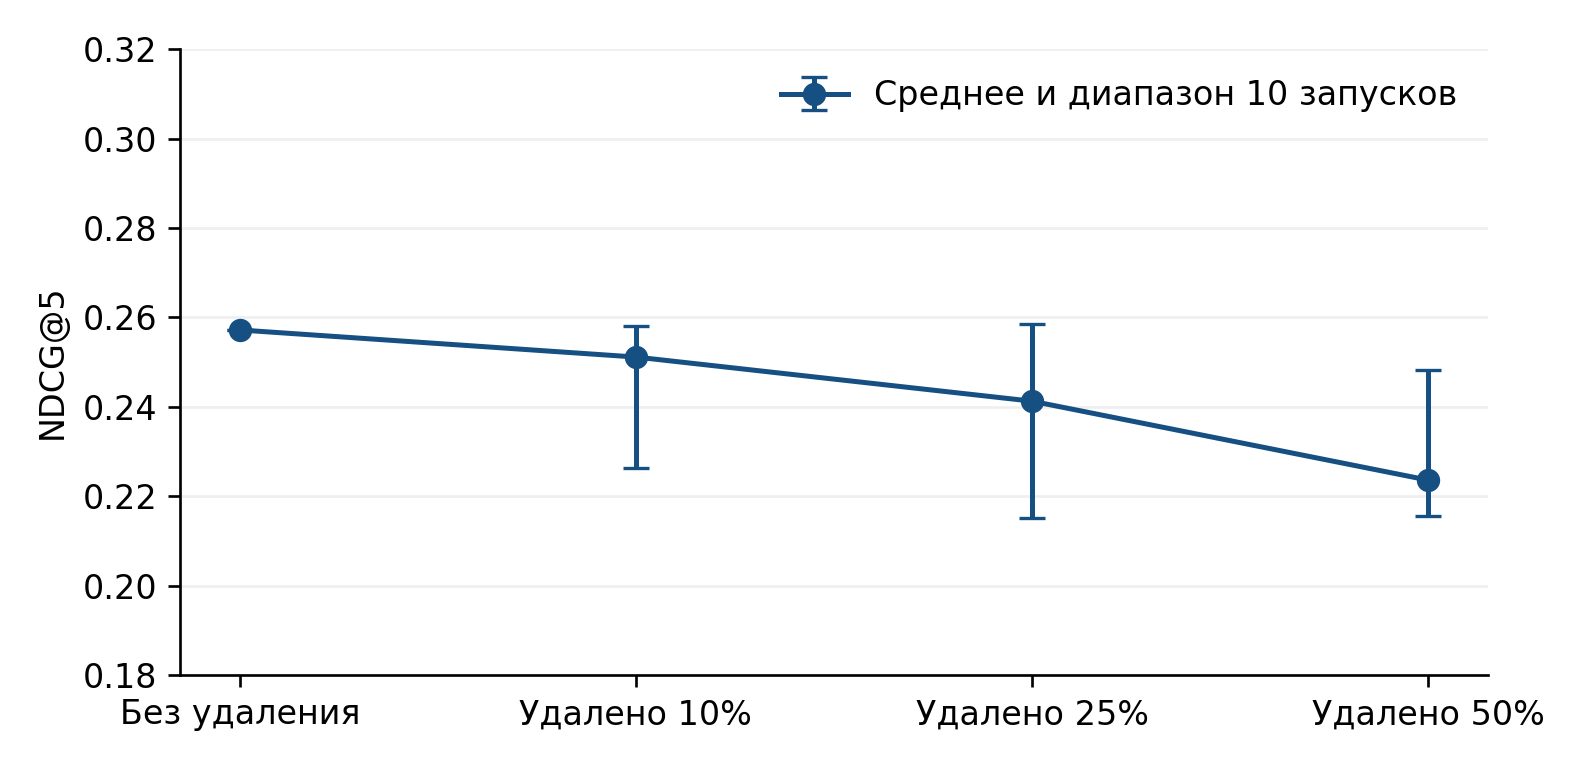 0.32
Среднее и диапазон 10 запусков
0.30
0.28
0.26
0.24
0.22
0.20
0.18
NDCG@5
Без удаления
Удалено 10%
Удалено 25%
Удалено 50%